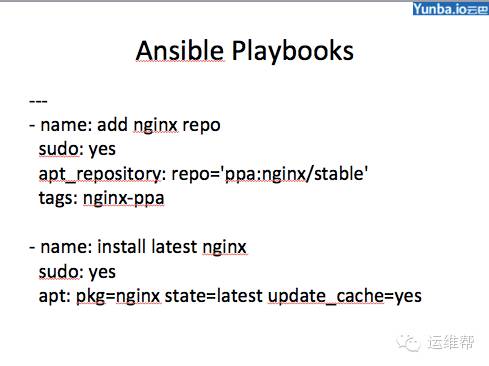 Yunba.io云巴
Ansible Playbooks
---
- name: add nginx repo
sudo: yes
apt_repository: repo='ppa:nginx/stable'
tags: nginx-ppa
- name: install latest nginx
sudo: yes
apt: pkg=nginx state=latest update_cache=yes
运维帮